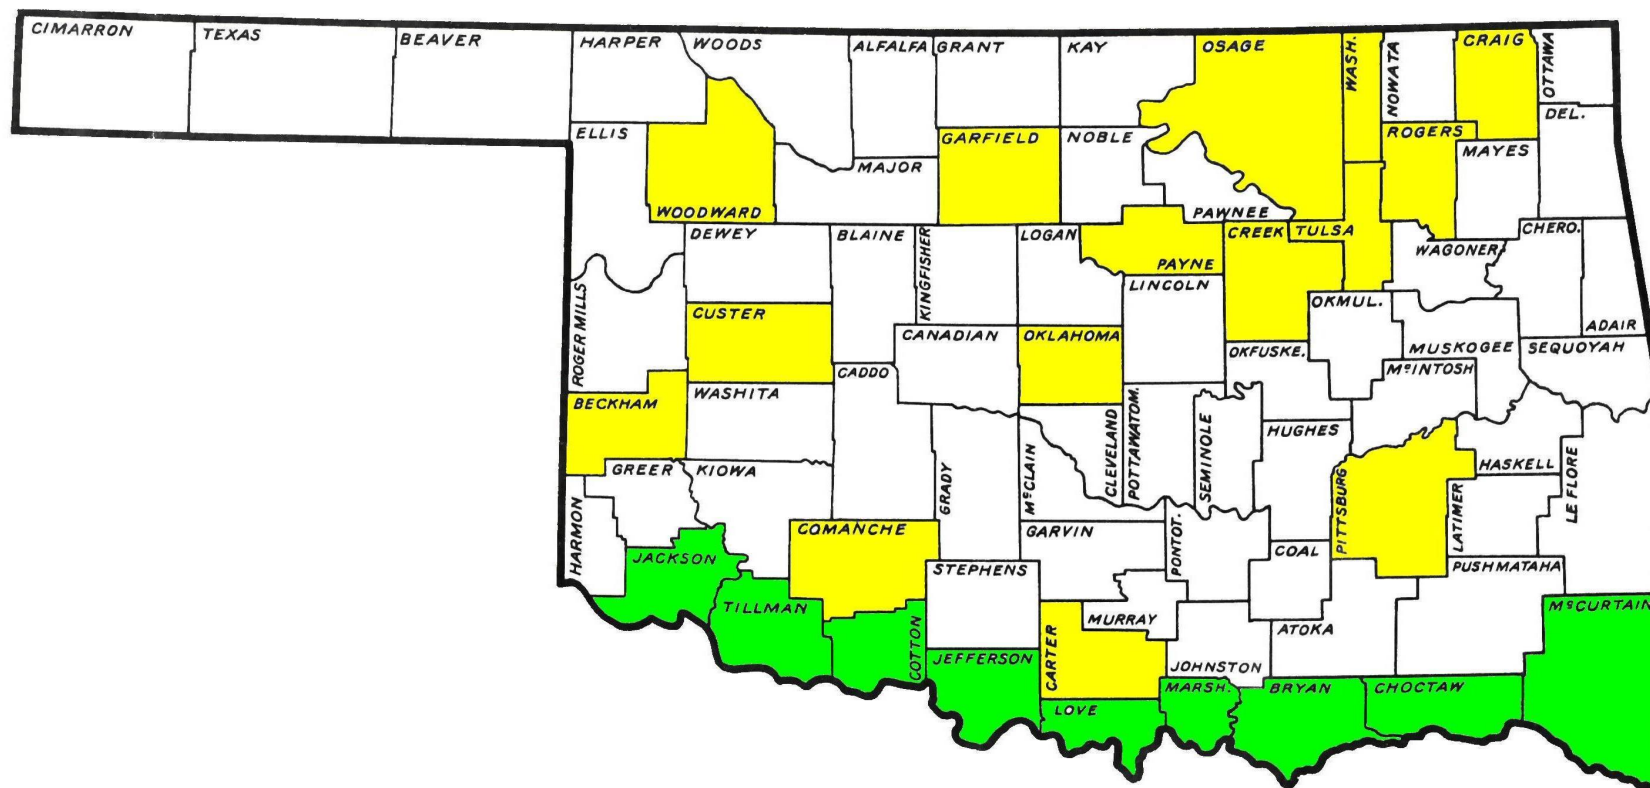 CIMARRON
TEXAS
BEAVER
HARPER
WOODS
ALFALFA
GRANT
KAY
OSAGE
WASH.
NOWATA
CRAIG
OTTAWA
ELLIS
WOODWARD
MAJOR
GARFIELD
NOBLE
PAWNEE
ROGERS
MAYES
DEL.
DEWEY
BLAINE
KINGFISHER
LOGAN
PAYNE
CREEK
TULSA
WAGONER
CHERO.
ADAIR
ROGER MILLS
CUSTER
CANADIAN
OKLAHOMA
LINCOLN
OKMUL.
OKFUSKE.
MUSKOGEE
SEQUOYAH
MCINTOSH
BECKHAM
WASHITA
CADDO
GRADY
MCCLAIN
CLEVELAND
POTTAWATOM.
SEMINOLE
HUGHES
PITTSBURG
HASKELL
LATIMER
LE FLORE
HARMON
GREER
KIOWA
JACKSON
COMANCHE
GARVIN
PONTOT.
COAL
PUSHMATAHA
TILLMAN
COTTON
STEPHENS
MURRAY
CARTER
JOHNSTON
ATOKA
MCCURTAIN
JEFFERSON
LOVE
MARSH.
BRYAN
CHOCTAW